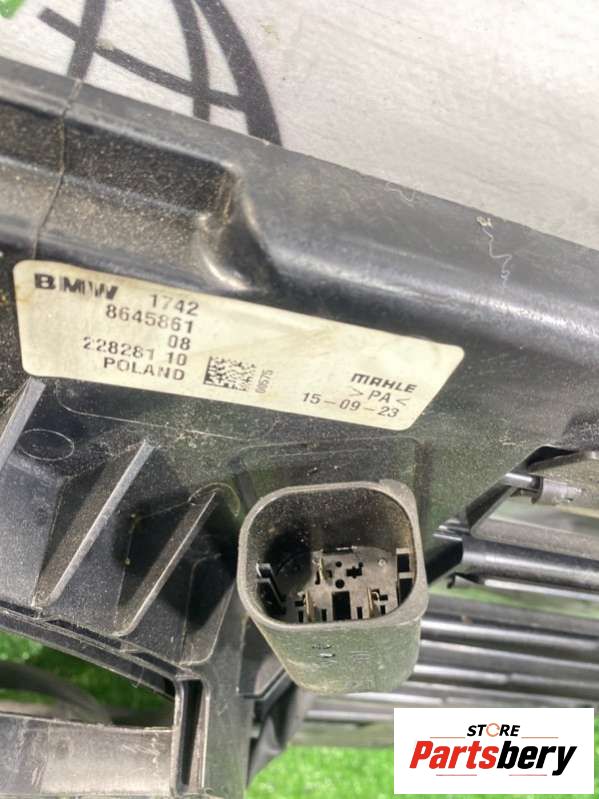 BMW 1742
8645861
08
228281 10
POLAND
00575
MAHLE
>PA<
15-09-23
STORE
Partsbery